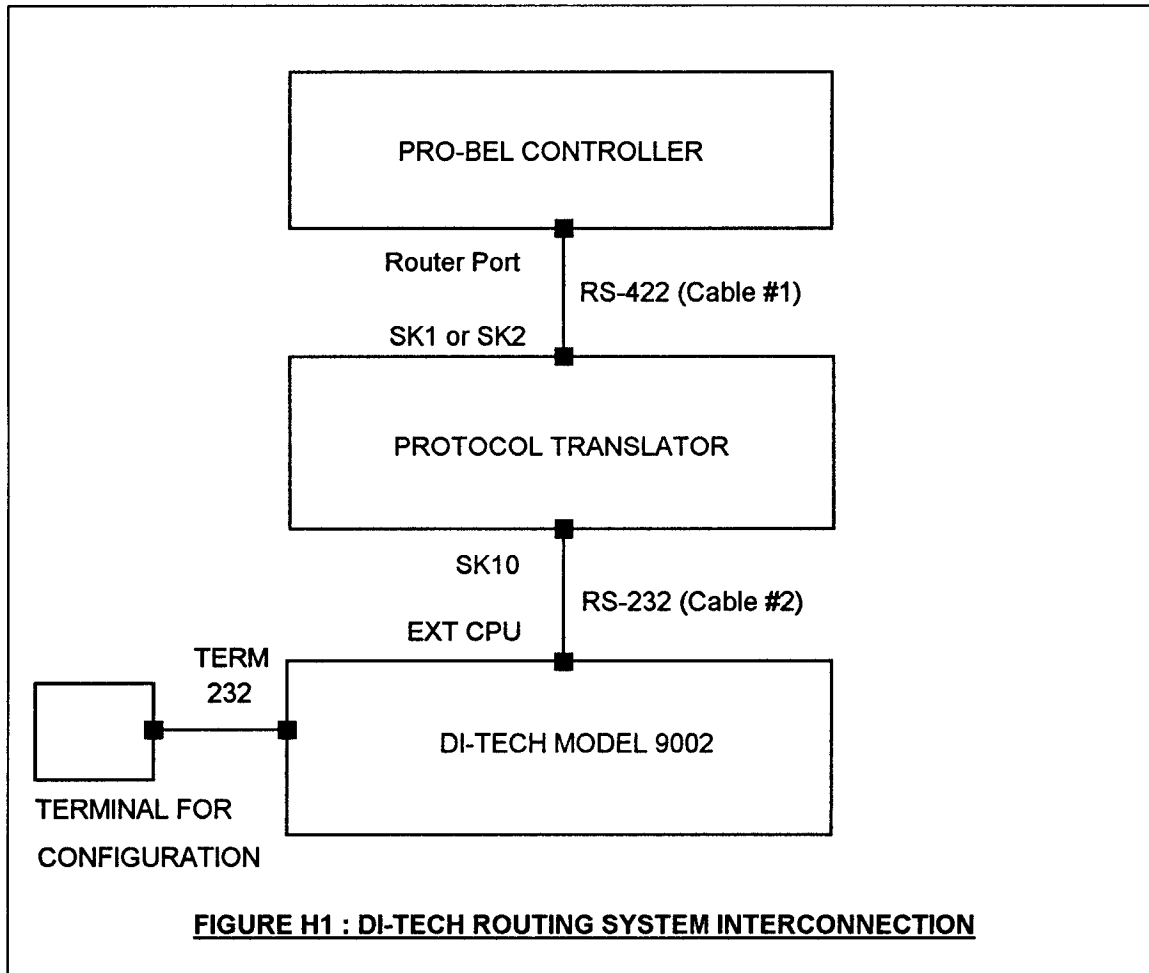 PRO-BEL CONTROLLER
Router Port
RS-422 (Cable #1)
SK1 or SK2
PROTOCOL TRANSLATOR
SK10
RS-232 (Cable #2)
EXT CPU
TERM
232
DI-TECH MODEL 9002
TERMINAL FOR
CONFIGURATION
FIGURE H1 : DI-TECH ROUTING SYSTEM INTERCONNECTION